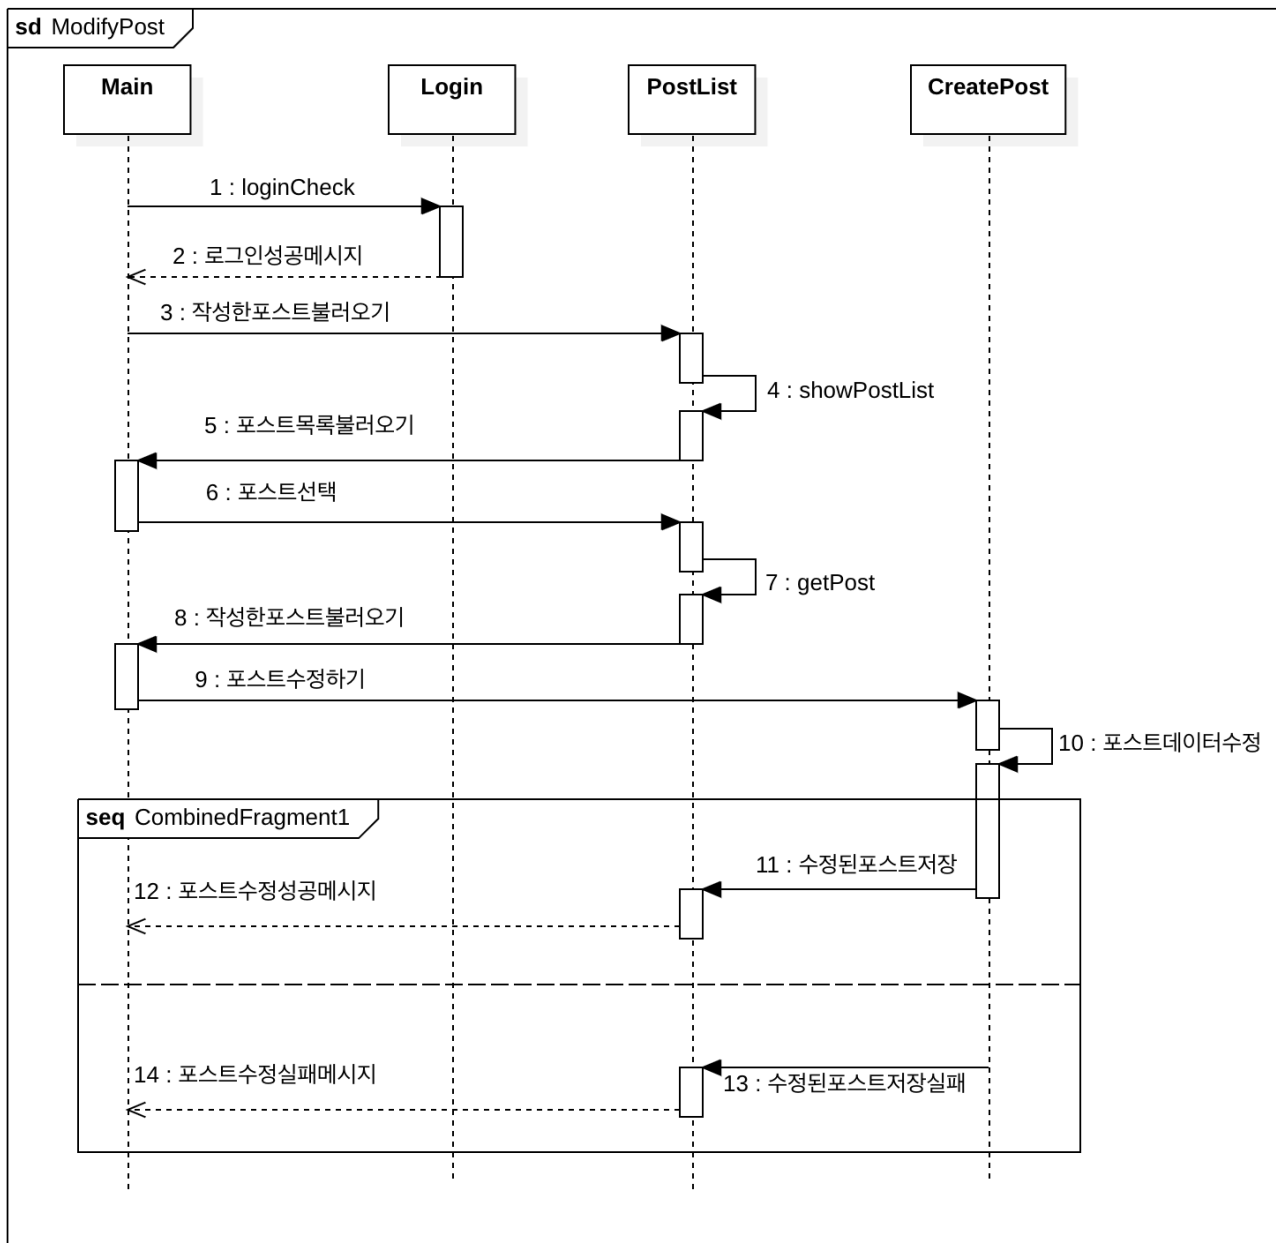 sd ModifyPost
Main
Login
PostList
CreatePost
1 : loginCheck
2 : 로그인성공메시지
3 : 작성한포스트불러오기
4 : showPostList
5 : 포스트목록불러오기
6 : 포스트선택
7 : getPost
8 : 작성한포스트불러오기
9 : 포스트수정하기
10 : 포스트데이터수정
seq CombinedFragment1
11 : 수정된포스트저장
12 : 포스트수정성공메시지
13 : 수정된포스트저장실패
14 : 포스트수정실패메시지